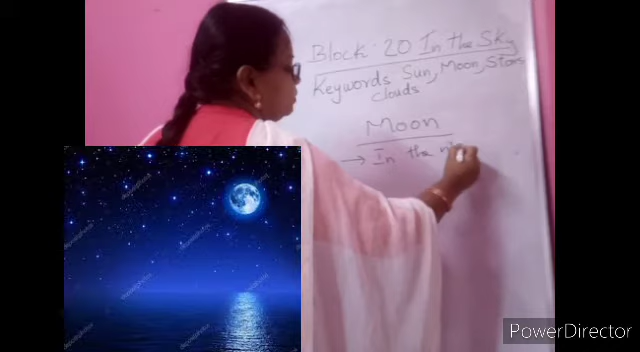 Block: 20 In the Sky
Keywords Sun, Moon, Stars
clouds
Moon
→ In the
PowerDirector